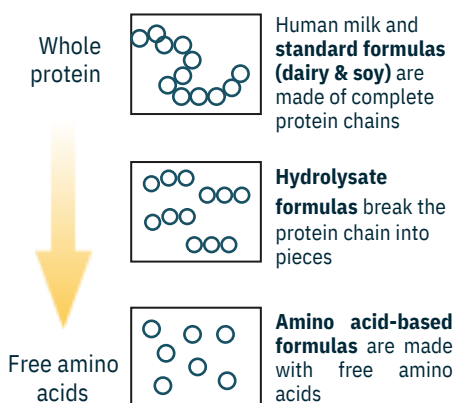 Whole
protein
Human milk and
standard formulas
(dairy & soy) are
made of complete
protein chains
Hydrolysate
formulas break the
protein chain into
pieces
Free amino
acids
Amino acid-based
formulas are made
with free amino
acids